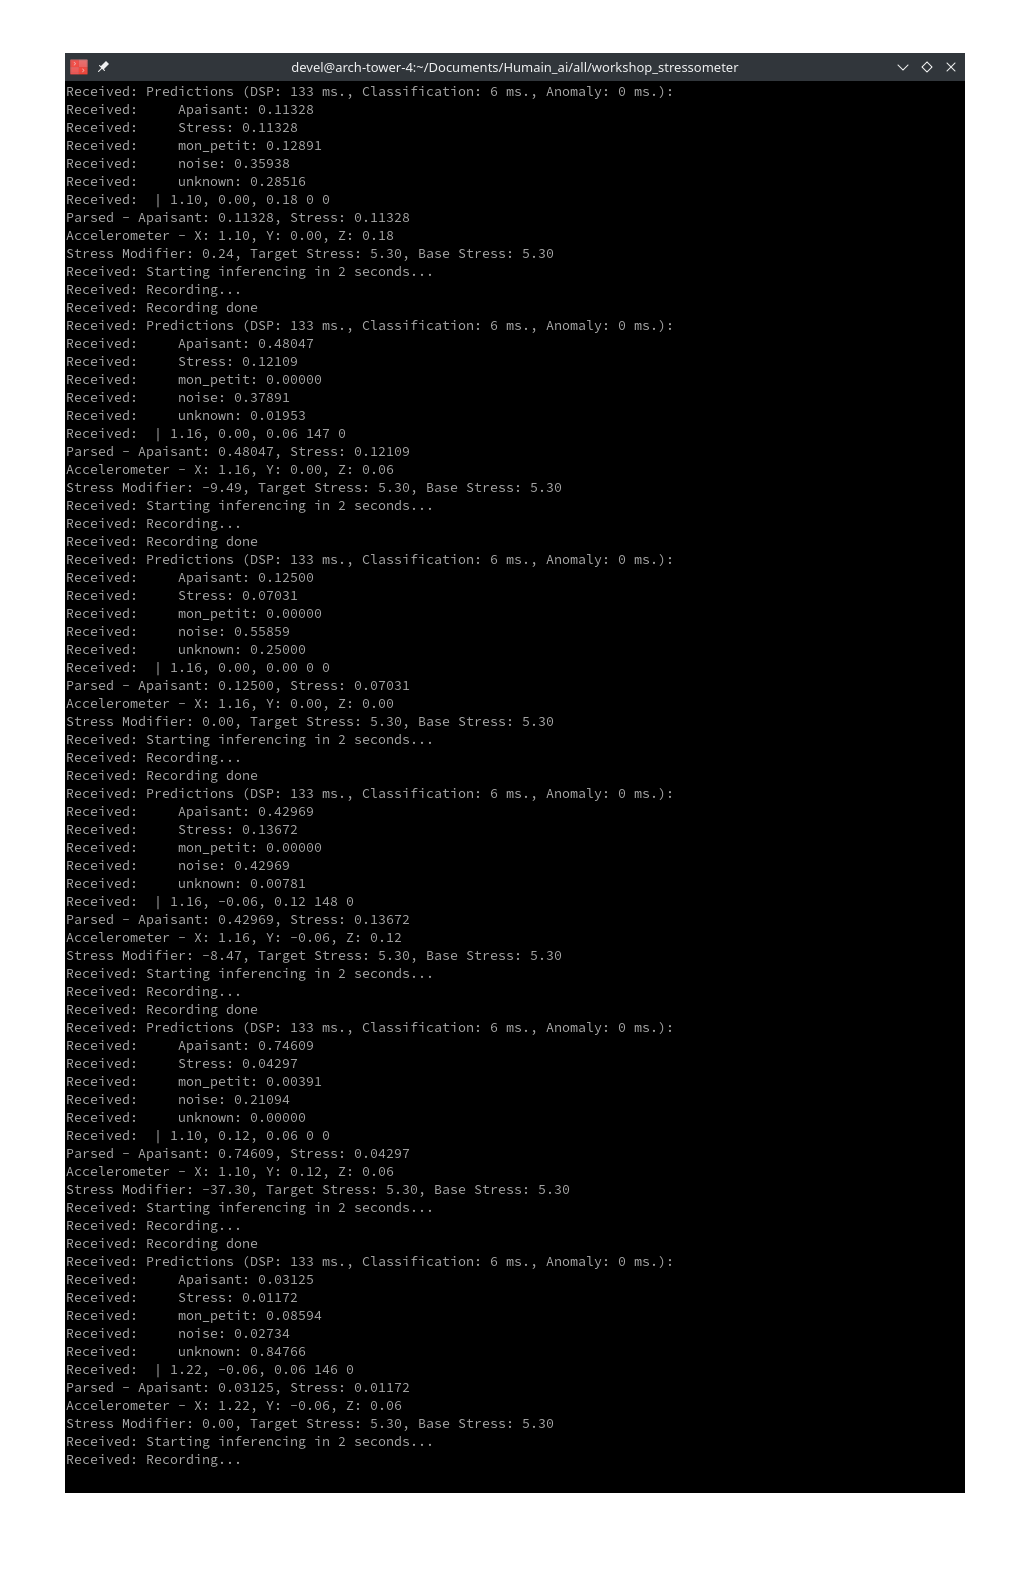 devel@arch-tower-4:~/Documents/Humain_ai/all/workshop_stressometer
Received: Predictions (DSP: 133 ms., Classification: 6 ms., Anomaly: 0 ms.):
Received:     Apaisant: 0.11328
Received:     Stress: 0.11328
Received:     mon_petit: 0.12891
Received:     noise: 0.35938
Received:     unknown: 0.28516
Received:  | 1.10, 0.00, 0.18 0 0
Parsed - Apaisant: 0.11328, Stress: 0.11328
Accelerometer - X: 1.10, Y: 0.00, Z: 0.18
Stress Modifier: 0.24, Target Stress: 5.30, Base Stress: 5.30
Received: Starting inferencing in 2 seconds...
Received: Recording...
Received: Recording done
Received: Predictions (DSP: 133 ms., Classification: 6 ms., Anomaly: 0 ms.):
Received:     Apaisant: 0.48047
Received:     Stress: 0.12109
Received:     mon_petit: 0.00000
Received:     noise: 0.37891
Received:     unknown: 0.01953
Received:  | 1.16, 0.00, 0.06 147 0
Parsed - Apaisant: 0.48047, Stress: 0.12109
Accelerometer - X: 1.16, Y: 0.00, Z: 0.06
Stress Modifier: -9.49, Target Stress: 5.30, Base Stress: 5.30
Received: Starting inferencing in 2 seconds...
Received: Recording...
Received: Recording done
Received: Predictions (DSP: 133 ms., Classification: 6 ms., Anomaly: 0 ms.):
Received:     Apaisant: 0.12500
Received:     Stress: 0.07031
Received:     mon_petit: 0.00000
Received:     noise: 0.55859
Received:     unknown: 0.25000
Received:  | 1.16, 0.00, 0.00 0 0
Parsed - Apaisant: 0.12500, Stress: 0.07031
Accelerometer - X: 1.16, Y: 0.00, Z: 0.00
Stress Modifier: 0.00, Target Stress: 5.30, Base Stress: 5.30
Received: Starting inferencing in 2 seconds...
Received: Recording...
Received: Recording done
Received: Predictions (DSP: 133 ms., Classification: 6 ms., Anomaly: 0 ms.):
Received:     Apaisant: 0.42969
Received:     Stress: 0.13672
Received:     mon_petit: 0.00000
Received:     noise: 0.42969
Received:     unknown: 0.00781
Received:  | 1.16, -0.06, 0.12 148 0
Parsed - Apaisant: 0.42969, Stress: 0.13672
Accelerometer - X: 1.16, Y: -0.06, Z: 0.12
Stress Modifier: -8.47, Target Stress: 5.30, Base Stress: 5.30
Received: Starting inferencing in 2 seconds...
Received: Recording...
Received: Recording done
Received: Predictions (DSP: 133 ms., Classification: 6 ms., Anomaly: 0 ms.):
Received:     Apaisant: 0.74609
Received:     Stress: 0.04297
Received:     mon_petit: 0.00391
Received:     noise: 0.21094
Received:     unknown: 0.00000
Received:  | 1.10, 0.12, 0.06 0 0
Parsed - Apaisant: 0.74609, Stress: 0.04297
Accelerometer - X: 1.10, Y: 0.12, Z: 0.06
Stress Modifier: -37.30, Target Stress: 5.30, Base Stress: 5.30
Received: Starting inferencing in 2 seconds...
Received: Recording...
Received: Recording done
Received: Predictions (DSP: 133 ms., Classification: 6 ms., Anomaly: 0 ms.):
Received:     Apaisant: 0.03125
Received:     Stress: 0.01172
Received:     mon_petit: 0.08594
Received:     noise: 0.02734
Received:     unknown: 0.84766
Received:  | 1.22, -0.06, 0.06 146 0
Parsed - Apaisant: 0.03125, Stress: 0.01172
Accelerometer - X: 1.22, Y: -0.06, Z: 0.06
Stress Modifier: 0.00, Target Stress: 5.30, Base Stress: 5.30
Received: Starting inferencing in 2 seconds...
Received: Recording...